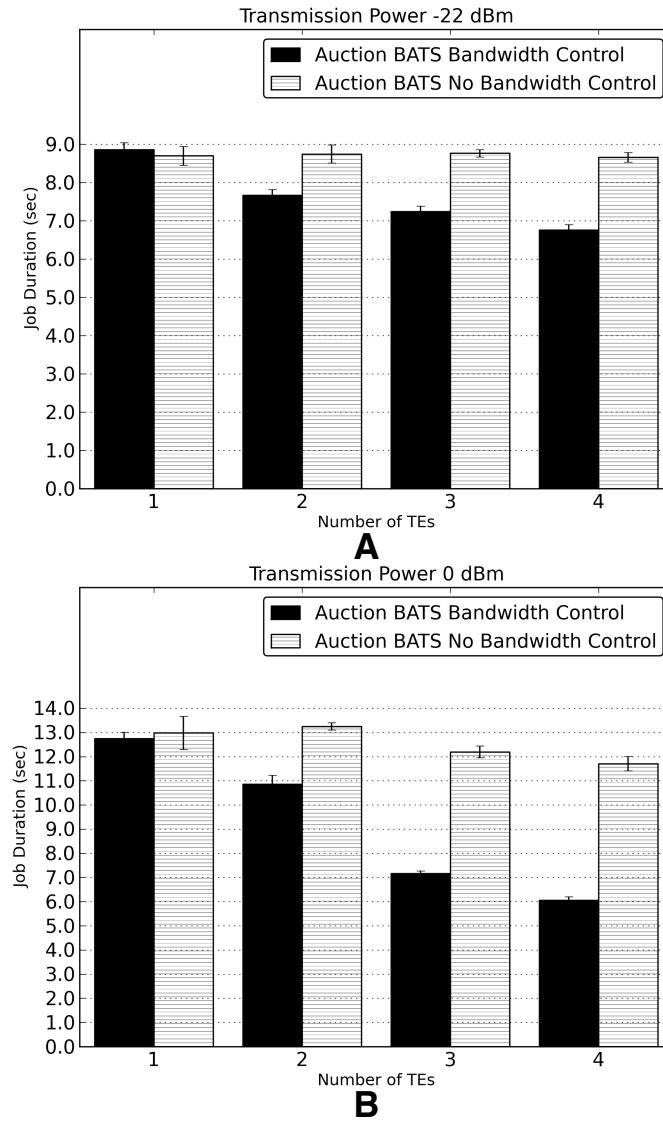 Transmission Power -22 dBm
Auction BATS Bandwidth Control
Auction BATS No Bandwidth Control
9.0
8.0
7.0
6.0
5.0
4.0
3.0
2.0
1.0
0.0
Job Duration (sec)
1 2 3 4
Number of TEs
A
Transmission Power 0 dBm
Auction BATS Bandwidth Control
Auction BATS No Bandwidth Control
14.0
13.0
12.0
11.0
10.0
9.0
8.0
7.0
6.0
5.0
4.0
3.0
2.0
1.0
0.0
Job Duration (sec)
1 2 3 4
Number of TEs
B